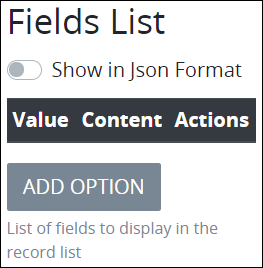 Fields List
Show in Json Format
Value Content Actions
ADD OPTION
List of fields to display in the
record list